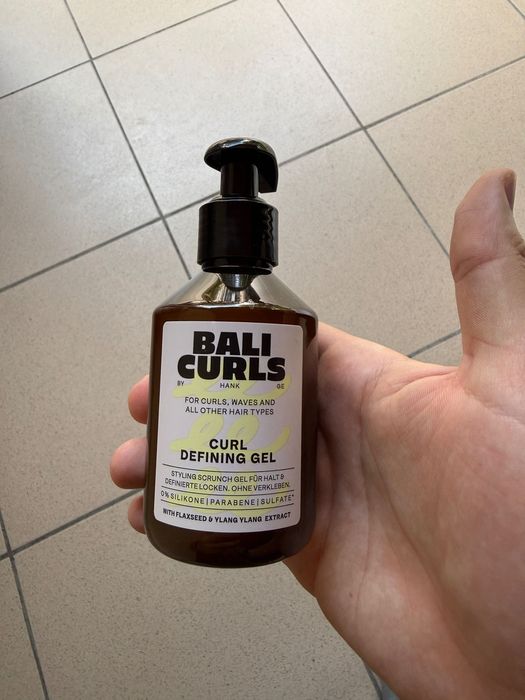 BALI
CURLS
BY HANK GE
FOR CURLS, WAVES AND
ALL OTHER HAIR TYPES
CURL
DEFINING GEL
STYLING SCRUNCH GEL FÜR HALT &
DEFINIERTE LOCKEN. OHNE VERKLEBEN.
0% SILIKONE | PARABENE | SULFATE*
WITH FLAXSEED & YLANG YLANG EXTRACT